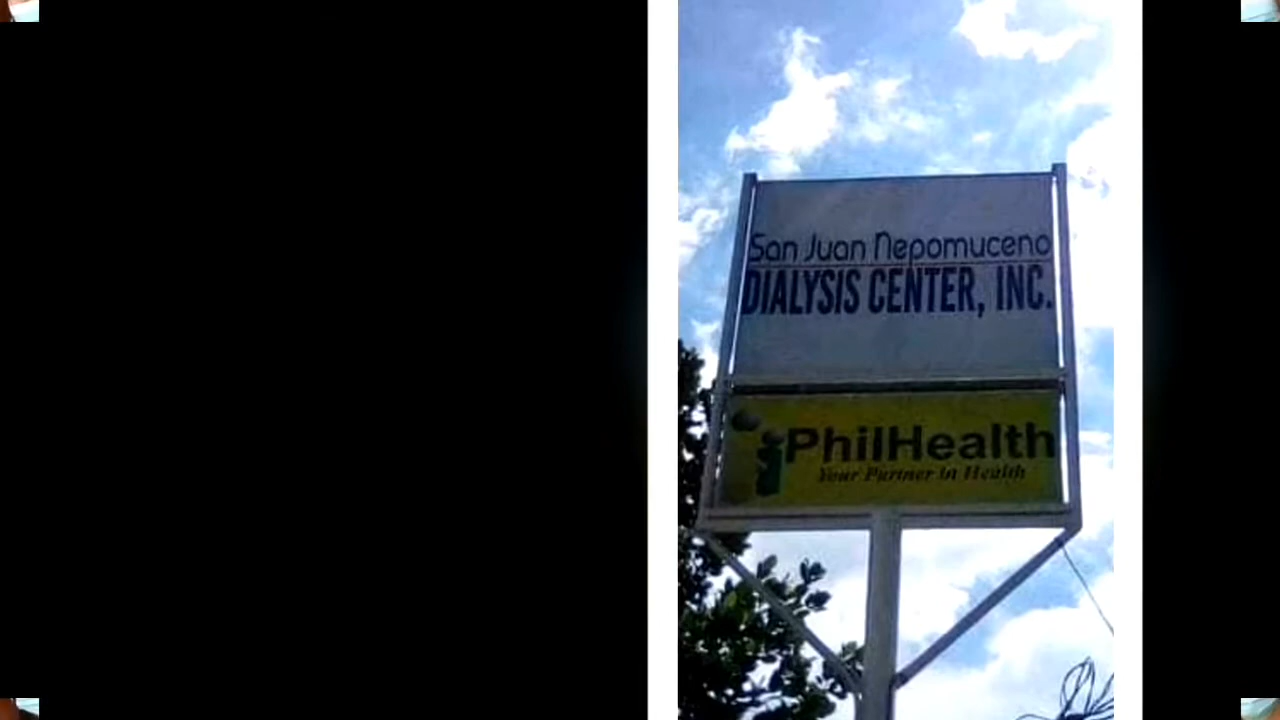 San Juan Nepomuceno
DIALYSIS CENTER, INC.
PhilHealth
Your Partner in Health